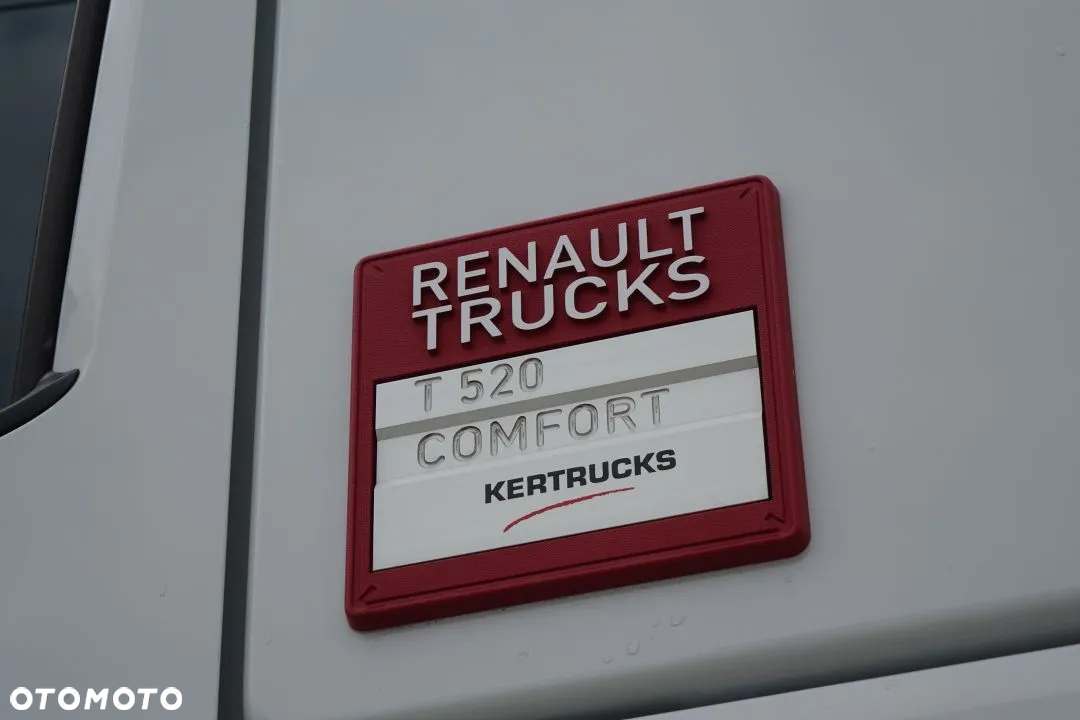 RENAULT
TRUCKS
T 520
COMFORT
KERTRUCKS
OTOMOTO